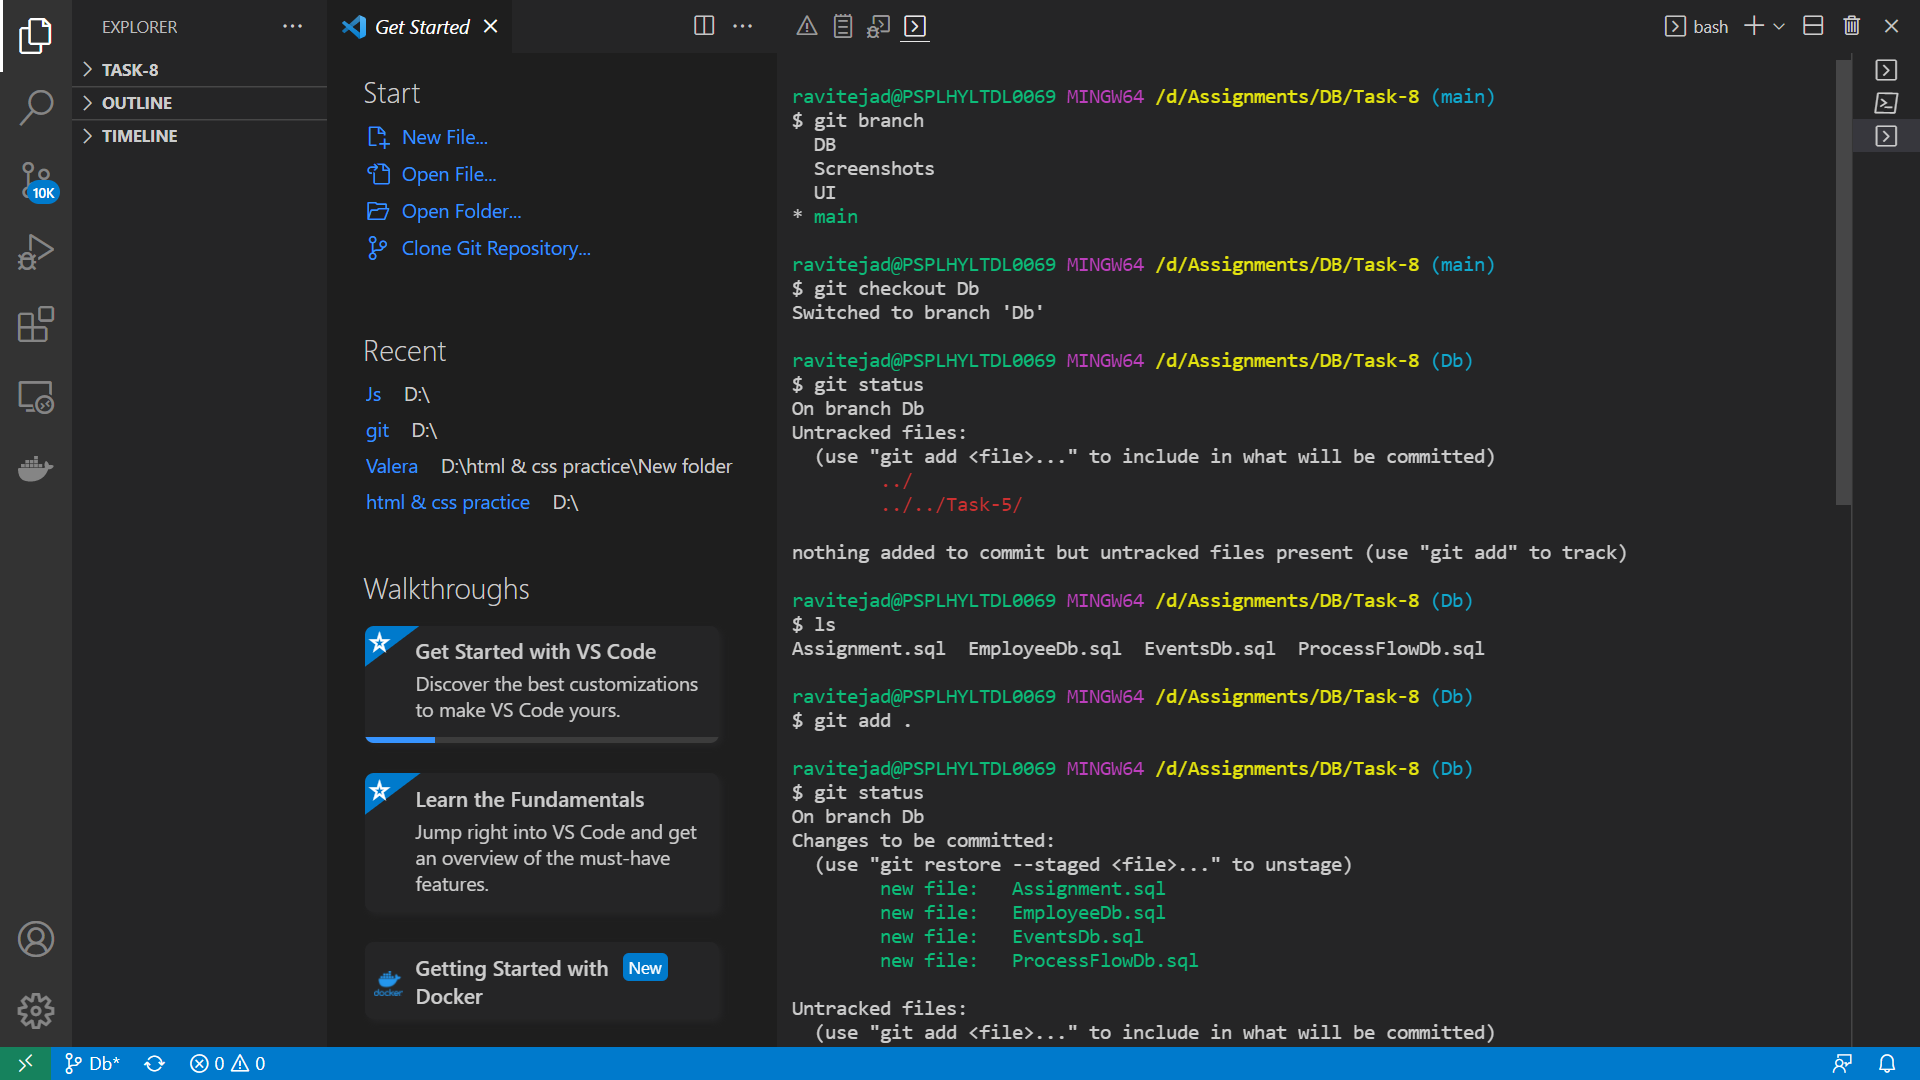 EXPLORER
TASK-8
OUTLINE
TIMELINE
10K
Get Started
Start
New File...
Open File...
Open Folder...
Clone Git Repository...
Recent
Js D:\
git D:\
Valera D:\html & css practice\New folder
html & css practice D:\
Walkthroughs
Get Started with VS Code
Discover the best customizations
to make VS Code yours.
Learn the Fundamentals
Jump right into VS Code and get
an overview of the must-have
features.
docker
Getting Started with New
Docker
bash
ravitejad@PSPLHYLTDL0069 MINGW64 /d/Assignments/DB/Task-8 (main)
$ git branch
DB
Screenshots
UI
* main
ravitejad@PSPLHYLTDL0069 MINGW64 /d/Assignments/DB/Task-8 (main)
$ git checkout Db
Switched to branch 'Db'
ravitejad@PSPLHYLTDL0069 MINGW64 /d/Assignments/DB/Task-8 (Db)
$ git status
On branch Db
Untracked files:
(use "git add <file>..." to include in what will be committed)
../
../../Task-5/
nothing added to commit but untracked files present (use "git add" to track)
ravitejad@PSPLHYLTDL0069 MINGW64 /d/Assignments/DB/Task-8 (Db)
$ ls
Assignment.sql EmployeeDb.sql EventsDb.sql ProcessFlowDb.sql
ravitejad@PSPLHYLTDL0069 MINGW64 /d/Assignments/DB/Task-8 (Db)
$ git add .
ravitejad@PSPLHYLTDL0069 MINGW64 /d/Assignments/DB/Task-8 (Db)
$ git status
On branch Db
Changes to be committed:
(use "git restore --staged <file>..." to unstage)
new file: Assignment.sql
new file: EmployeeDb.sql
new file: EventsDb.sql
new file: ProcessFlowDb.sql
Untracked files:
(use "git add <file>..." to include in what will be committed)
Db* 0 0